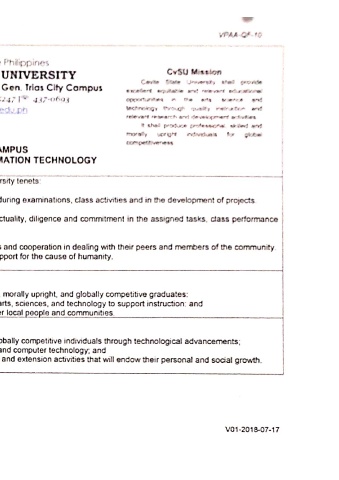 VPAA-QF-10
Philippines
UNIVERSITY
Gen. Trias City Campus
437-0693
edu.ph
CvSU Mission
Cavite State University shall provide
excellent, equitable and relevant educational
opportunities in the arts, science and
technology through quality instruction and
relevant research and development activities.
It shall produce professional, skilled and
morally upright individuals for global
competitiveness.
AMPUS
MATION TECHNOLOGY
rsity tenets:
during examinations, class activities and in the development of projects.
ctuality, diligence and commitment in the assigned tasks, class performance
s and cooperation in dealing with their peers and members of the community.
pport for the cause of humanity.
morally upright, and globally competitive graduates:
arts, sciences, and technology to support instruction: and
er local people and communities.
obally competitive individuals through technological advancements;
and computer technology; and
and extension activities that will endow their personal and social growth.
V01-2018-07-17